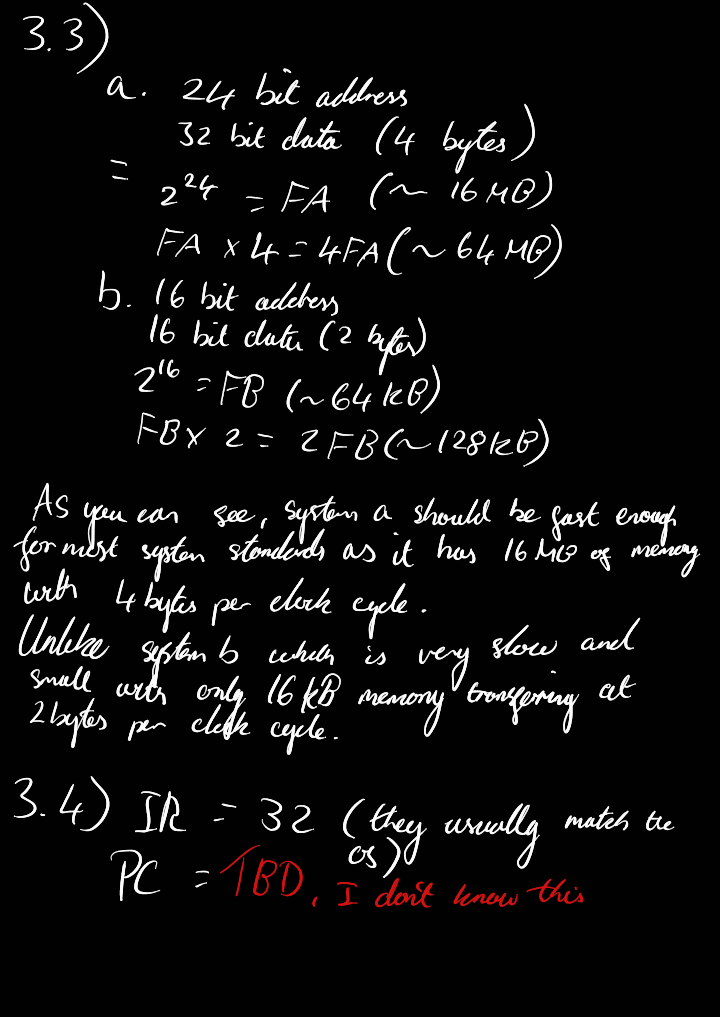 3.3)
a. 24 bit address
32 bit data (4 bytes)
= 2^24 = FA (~ 16 MB)
FA x 4 = 4FA (~ 64 MB)
b. 16 bit address
16 bit data (2 bytes)
2^16 = FB (~64 kB)
FB x 2 = 2FB (~128 kB)
As you can see, system a should be fast enough
for most system standards as it has 16 MB of memory
with 4 bytes per clock cycle.
Unlike system b which is very slow and
small with only 16 kB memory transferring at
2 bytes per clock cycle.
3.4) IR = 32 (they usually match the
OS)
PC = TBD, I don't know this